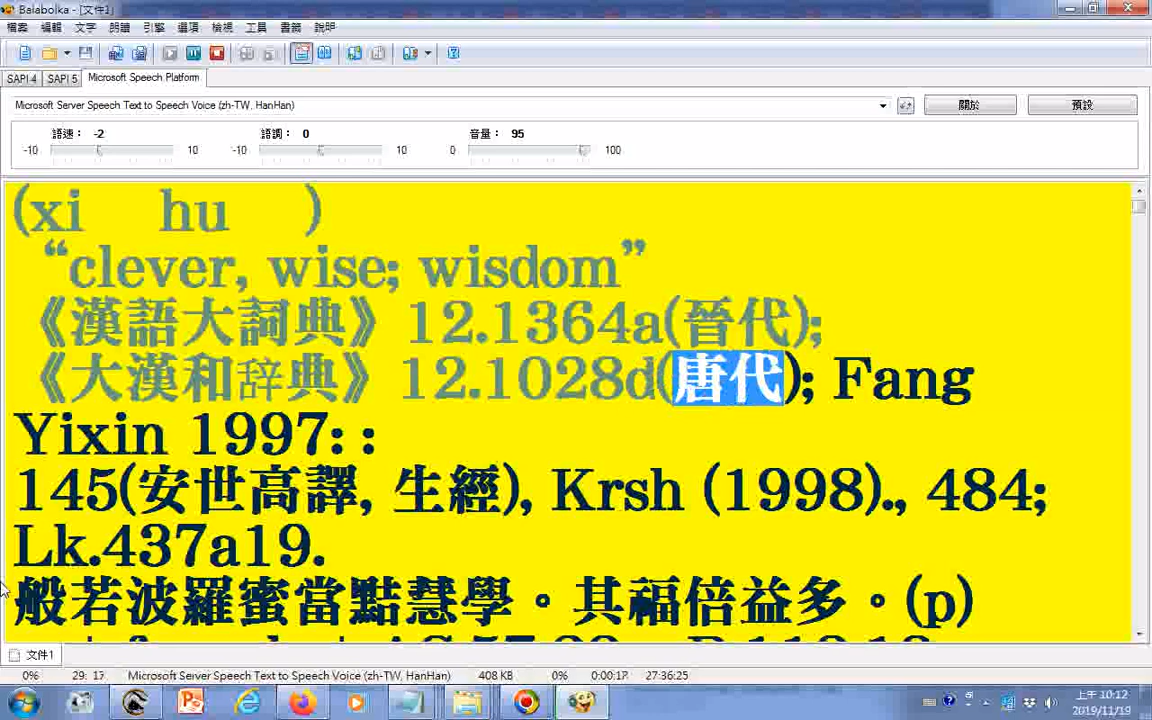 Balabolka - [文件1]
檔案 編輯 文字 朗讀 引擎 選項 檢視 工具 書籤 說明
SAPI 4 SAPI 5 Microsoft Speech Platform
Microsoft Server Speech Text to Speech Voice (zh-TW, HanHan) 關於 預設
語速： -2 語調： 0 音量： 95
-10 10 -10 10 0 100
(xi hu )
“clever, wise; wisdom”
《漢語大詞典》 12.1364a(晉代);
《大漢和辞典》 12.1028d(唐代); Fang
Yixin 1997: :
145(安世高譯, 生經), Krsh (1998)., 484;
Lk.437a19.
般若波羅蜜當黠慧學。其福倍益多。(p)
文件1
0% 29: 17 Microsoft Server Speech Text to Speech Voice (zh-TW, HanHan) 408 KB 0% 0:00:17 27:36:25
上午 10:12
2019/11/19